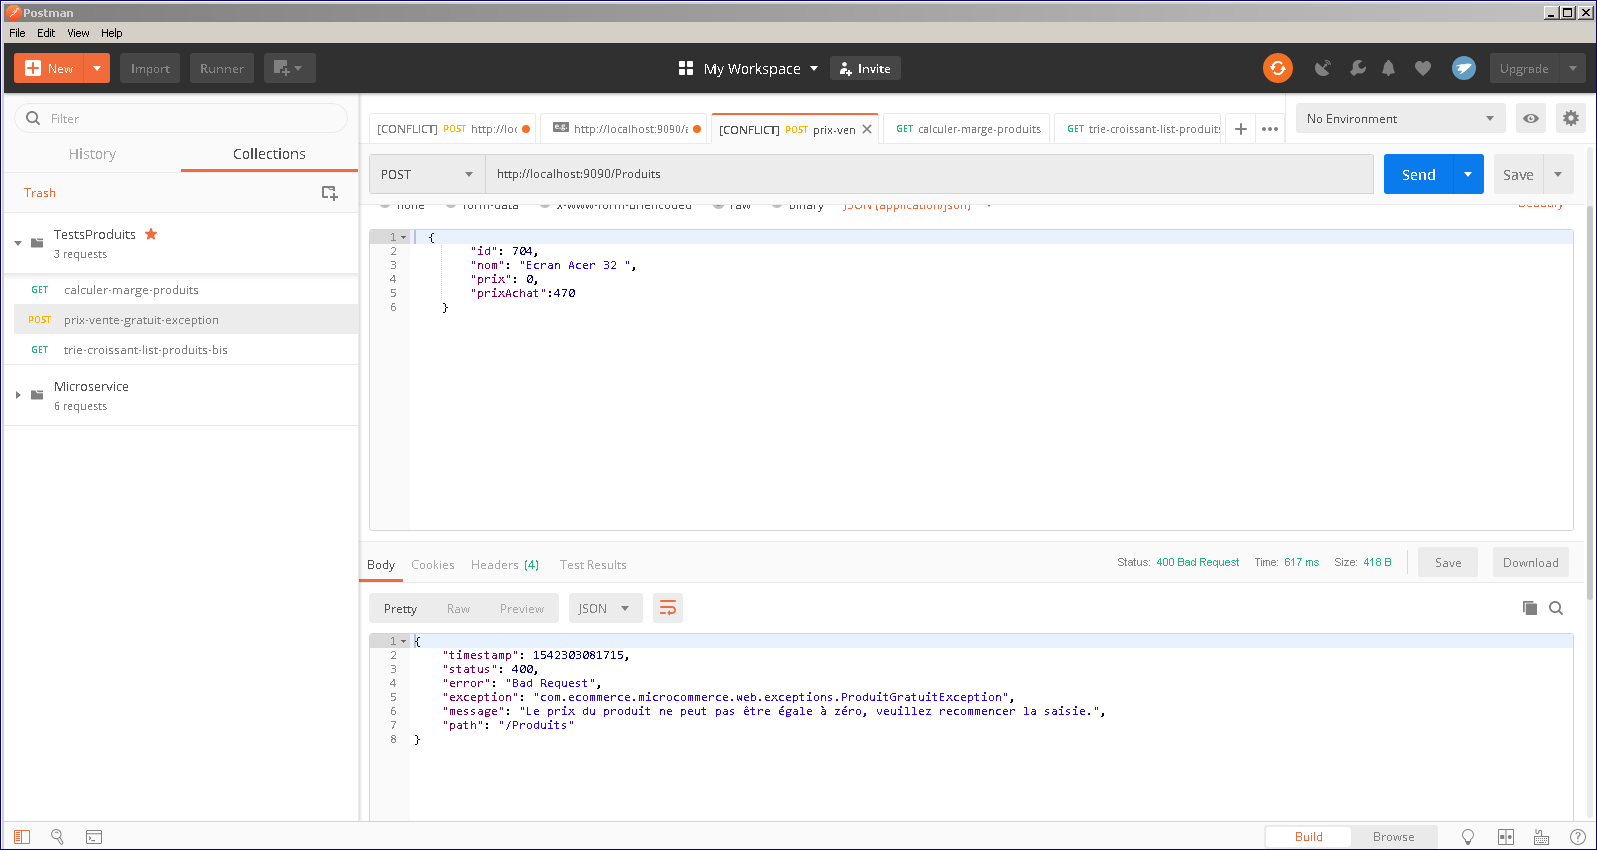 Postman
File Edit View Help
New Import Runner My Workspace Invite Upgrade
Filter
History Collections
Trash
TestsProduits
3 requests
GET calculer-marge-produits
POST prix-vente-gratuit-exception
GET trie-croissant-list-produits-bis
Microservice
6 requests
[CONFLICT] POST http://loc
e.g. http://localhost:9090/
[CONFLICT] POST prix-ven
GET calculer-marge-produits
GET trie-croissant-list-produits
No Environment
POST http://localhost:9090/Produits Send Save
none form-data x-www-form-urlencoded raw binary JSON (application/json) Beautify
1 {
2 "id": 704,
3 "nom": "Ecran Acer 32 ",
4 "prix": 0,
5 "prixAchat":470
6 }
Body Cookies Headers (4) Test Results Status: 400 Bad Request Time: 617 ms Size: 418 B Save Download
Pretty Raw Preview JSON
1 {
2 "timestamp": 1542303081715,
3 "status": 400,
4 "error": "Bad Request",
5 "exception": "com.ecommerce.microcommerce.web.exceptions.ProduitGratuitException",
6 "message": "Le prix du produit ne peut pas être égale à zéro, veuillez recommencer la saisie.",
7 "path": "/Produits"
8 }
Build Browse